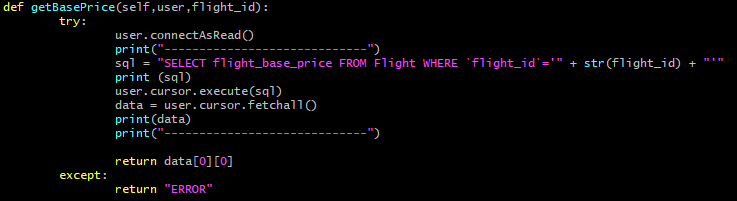 def getBasePrice(self,user,flight_id):
        try:
                user.connectAsRead()
                print("-----------------------------")
                sql = "SELECT flight_base_price FROM Flight WHERE `flight_id`='" + str(flight_id) + "'"
                print (sql)
                user.cursor.execute(sql)
                data = user.cursor.fetchall()
                print(data)
                print("-----------------------------")

                return data[0][0]
        except:
                return "ERROR"